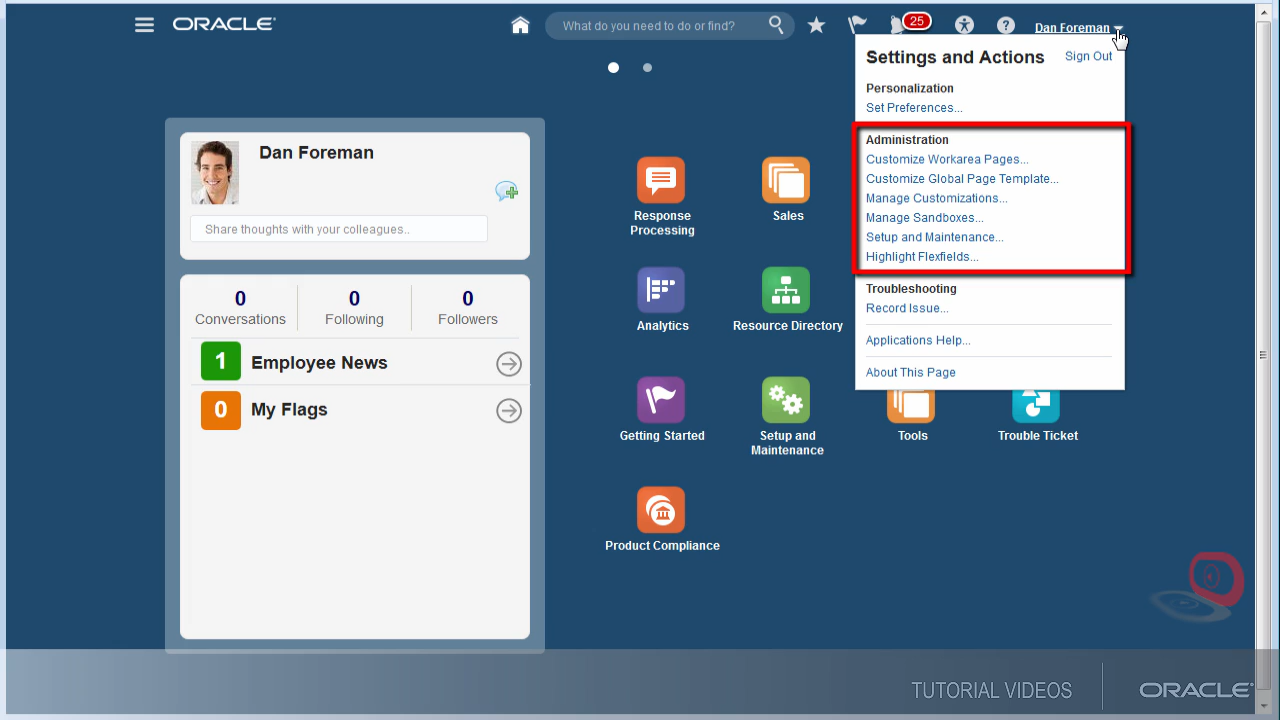 ORACLE
What do you need to do or find?
25
Dan Foreman
Settings and Actions
Sign Out
Personalization
Set Preferences...
Administration
Customize Workarea Pages...
Customize Global Page Template...
Manage Customizations...
Manage Sandboxes...
Setup and Maintenance...
Highlight Flexfields...
Troubleshooting
Record Issue...
Applications Help...
About This Page
Dan Foreman
Share thoughts with your colleagues..
0 0 0
Conversations Following Followers
1 Employee News
0 My Flags
Response
Processing
Sales
Analytics
Resource Directory
Getting Started
Setup and
Maintenance
Tools
Trouble Ticket
Product Compliance
TUTORIAL VIDEOS
ORACLE